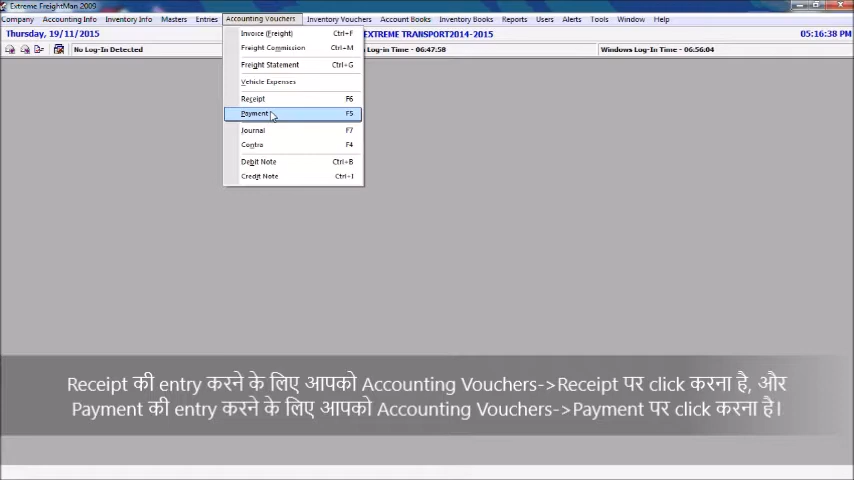 Extreme FreightMan 2009
Company Accounting Info Inventory Info Masters Entries Accounting Vouchers Inventory Vouchers Account Books Inventory Books Reports Users Alerts Tools Window Help
Thursday, 19/11/2015 EXTREME TRANSPORT2014-2015 05:16:38 PM
No Log-In Detected Log-in Time - 06:47:58 Windows Log-in Time - 06:56:04
Invoice (Freight) Ctrl+F
Freight Commission Ctrl+M
Freight Statement Ctrl+G
Vehicle Expenses
Receipt F6
Payment F5
Journal F7
Contra F4
Debit Note Ctrl+B
Credit Note Ctrl+I
Receipt की entry करने के लिए आपको Accounting Vouchers->Receipt पर click करना है, और
Payment की entry करने के लिए आपको Accounting Vouchers->Payment पर click करना है।